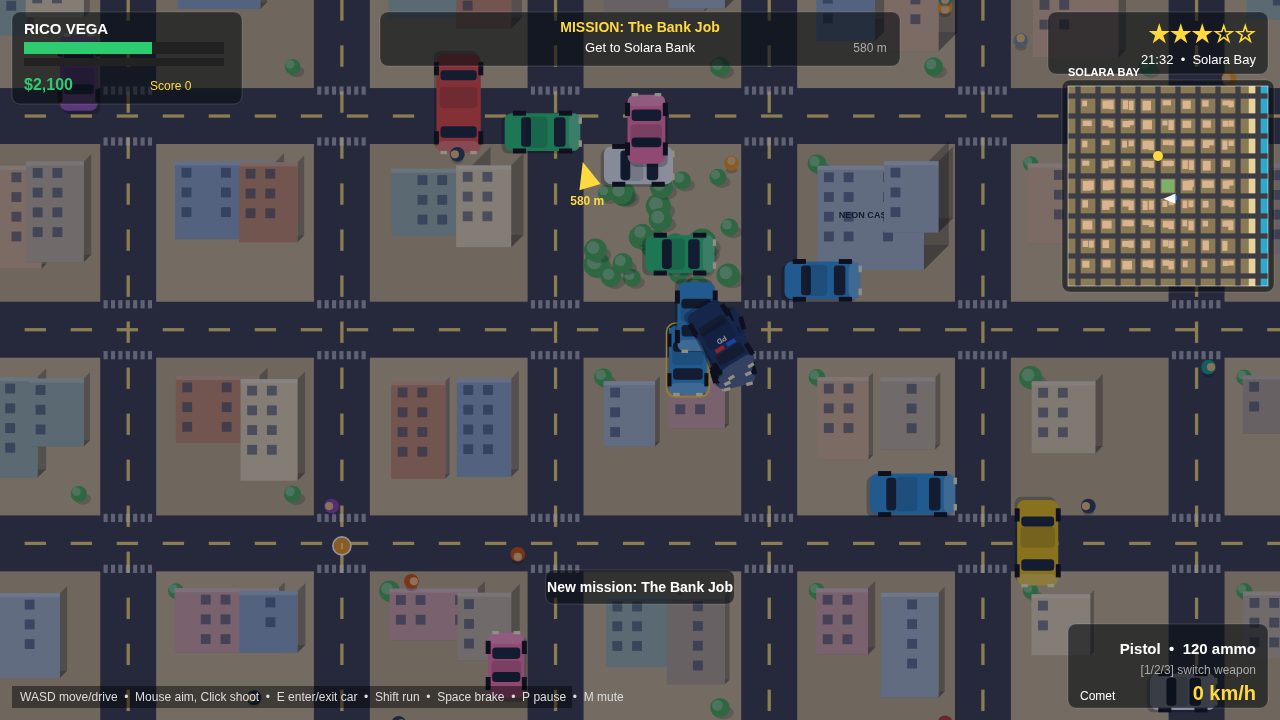 RICO VEGA
$2,100
Score 0
MISSION: The Bank Job
Get to Solara Bank
580 m
★★★☆☆
21:32 • Solara Bay
SOLARA BAY
580 m
PD
New mission: The Bank Job
Pistol • 120 ammo
[1/2/3] switch weapon
Comet
0 km/h
WASD move/drive • Mouse aim, Click shoot • E enter/exit car • Shift run • Space brake • P pause • M mute